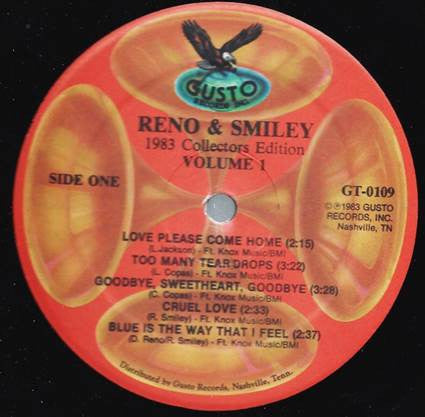 GUSTO
RECORDS INC.
RENO & SMILEY
1983 Collectors Edition
VOLUME 1
SIDE ONE
GT-0109
©℗1983 GUSTO
RECORDS, INC.
Nashville, TN
LOVE PLEASE COME HOME (2:15)
(L.Jackson) - Ft. Knox Music/BMI
TOO MANY TEARDROPS (3:22)
(L. Copas) - Ft. Knox Music/BMI
GOODBYE, SWEETHEART, GOODBYE (3:28)
(C. Copas) - Ft. Knox Music/BMI
CRUEL LOVE (2:33)
(R. Smiley) - Ft. Knox Music/BMI
BLUE IS THE WAY THAT I FEEL (2:37)
(D. Reno/R. Smiley) - Ft. Knox Music/BMI
Distributed by Gusto Records, Nashville, Tenn.